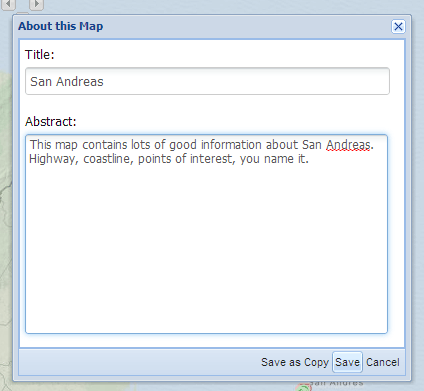 About this Map
Title:
San Andreas
Abstract:
This map contains lots of good information about San Andreas.
Highway, coastline, points of interest, you name it.
Save as Copy Save Cancel
San Andres